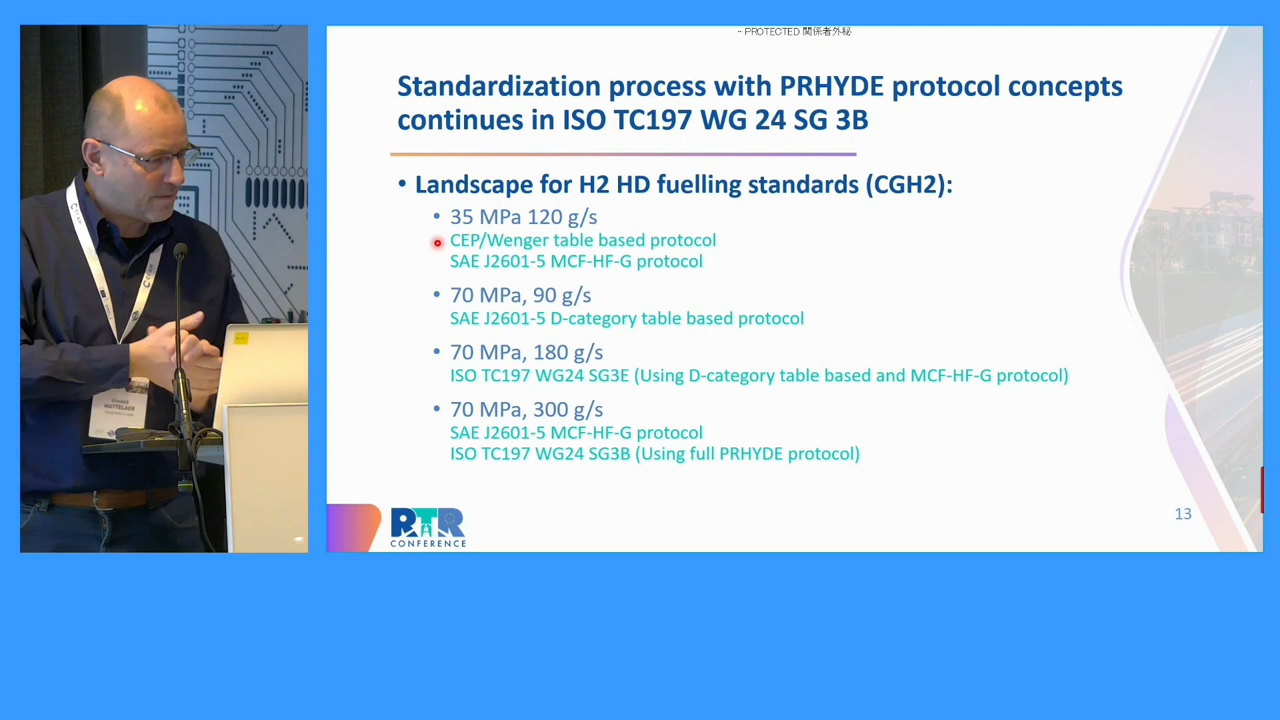 - PROTECTED 関係者外秘
Standardization process with PRHYDE protocol concepts
continues in ISO TC197 WG 24 SG 3B
• Landscape for H2 HD fuelling standards (CGH2):
• 35 MPa 120 g/s
CEP/Wenger table based protocol
SAE J2601-5 MCF-HF-G protocol
• 70 MPa, 90 g/s
SAE J2601-5 D-category table based protocol
• 70 MPa, 180 g/s
ISO TC197 WG24 SG3E (Using D-category table based and MCF-HF-G protocol)
• 70 MPa, 300 g/s
SAE J2601-5 MCF-HF-G protocol
ISO TC197 WG24 SG3B (Using full PRHYDE protocol)
RTR
CONFERENCE
13
WATTELAER